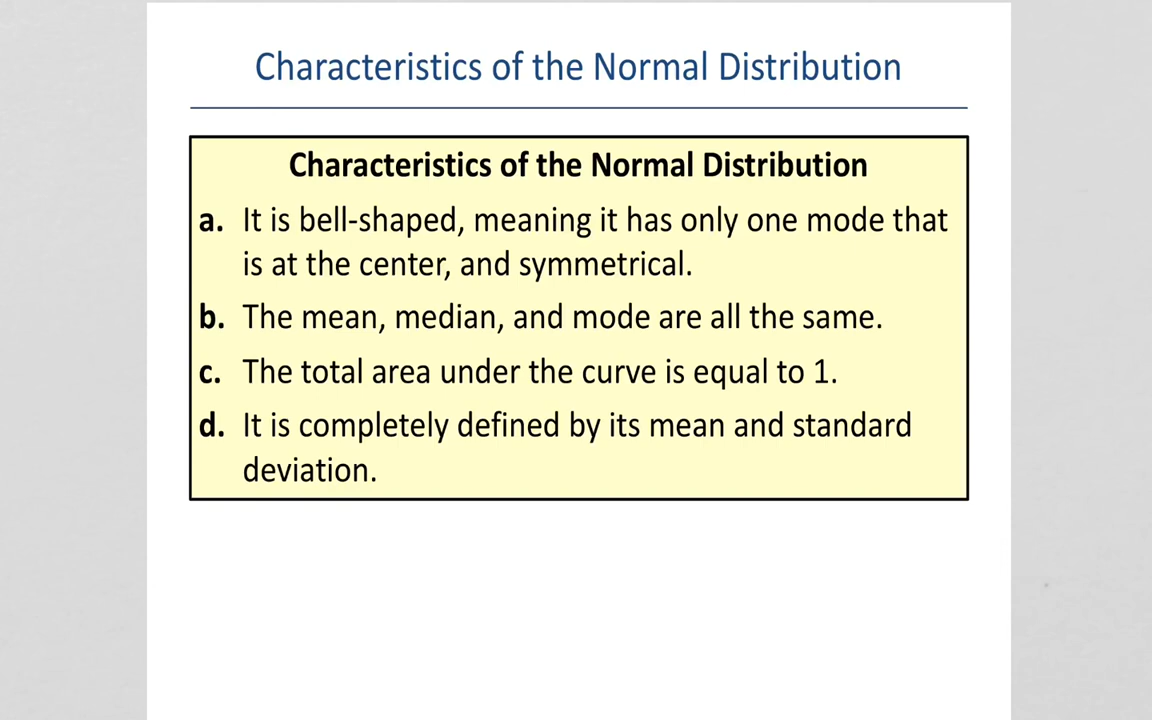 Characteristics of the Normal Distribution
Characteristics of the Normal Distribution
a. It is bell-shaped, meaning it has only one mode that
is at the center, and symmetrical.
b. The mean, median, and mode are all the same.
c. The total area under the curve is equal to 1.
d. It is completely defined by its mean and standard
deviation.